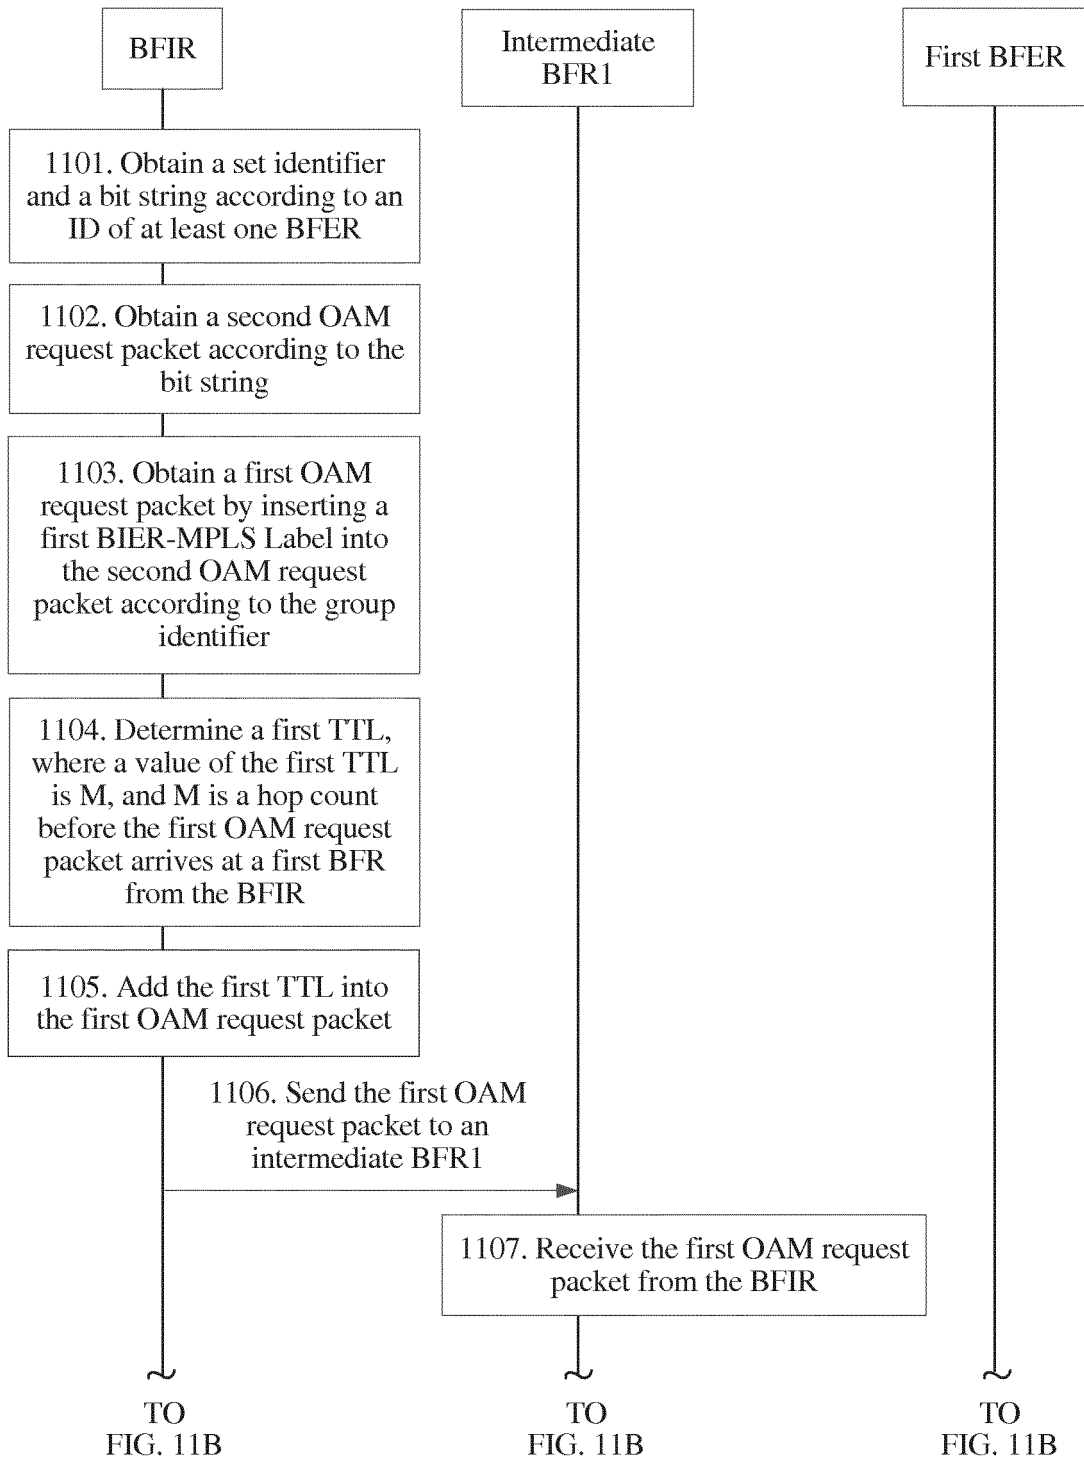 BFIR
Intermediate
BFR1
First BFER
1101. Obtain a set identifier
and a bit string according to an
ID of at least one BFER
1102. Obtain a second OAM
request packet according to the
bit string
1103. Obtain a first OAM
request packet by inserting a
first BIER-MPLS Label into
the second OAM request
packet according to the group
identifier
1104. Determine a first TTL,
where a value of the first TTL
is M, and M is a hop count
before the first OAM request
packet arrives at a first BFR
from the BFIR
1105. Add the first TTL into
the first OAM request packet
1106. Send the first OAM
request packet to an
intermediate BFR1
1107. Receive the first OAM request
packet from the BFIR
TO
FIG. 11B
TO
FIG. 11B
TO
FIG. 11B